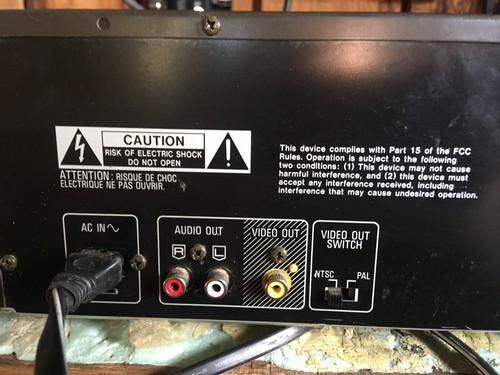 CAUTION
RISK OF ELECTRIC SHOCK
DO NOT OPEN
ATTENTION: RISQUE DE CHOC
ELECTRIQUE NE PAS OUVRIR.
This device complies with Part 15 of the FCC
Rules. Operation is subject to the following
two conditions: (1) This device may not cause
harmful interference, and (2) this device must
accept any interference received, including
interference that may cause undesired operation.
AC IN
AUDIO OUT
R L
VIDEO OUT
VIDEO OUT
SWITCH
NTSC PAL